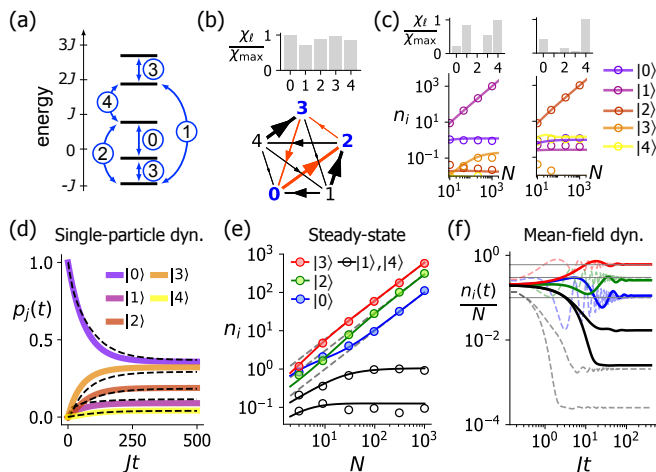 (a)
energy
3J
2J
J
0
-J
3
4
0
1
2
3
(b)
χℓ
χmax
1
0
0 1 2 3 4
3
4
2
0
1
(c)
χℓ
χmax
1
0
0 2 4
0 2 4
nᵢ
10¹
10⁻¹
10¹ 10³ N
10¹ 10³
|0⟩
|1⟩
|2⟩
|3⟩
|4⟩
(d) Single-particle dyn.
pⱼ(t)
1.0
0.5
0.0
|0⟩ |3⟩
|1⟩ |4⟩
|2⟩
0 250 500
Jt
(e) Steady-state
nᵢ
10³
10²
10¹
10⁰
10⁻¹
|3⟩ |1⟩,|4⟩
|2⟩
|0⟩
10¹ 10² 10³
N
(f) Mean-field dyn.
nᵢ(t)
N
10⁰
10⁻²
10⁻⁴
10⁰ 10²
Jt